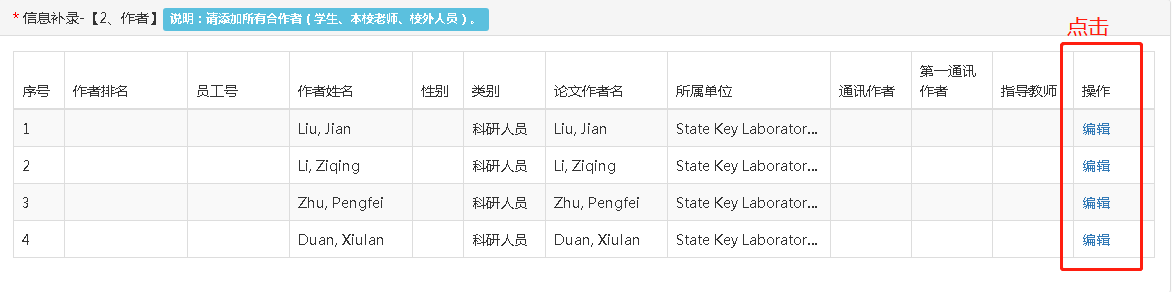 * 信息补录-【2、作者】 说明：请添加所有合作者（学生、本校老师、校外人员）。
点击
序号 作者排名 员工号 作者姓名 性别 类别 论文作者名 所属单位 通讯作者 第一通讯作者 指导教师 操作
1 Liu, Jian 科研人员 Liu, Jian State Key Laborator... 编辑
2 Li, Ziqing 科研人员 Li, Ziqing State Key Laborator... 编辑
3 Zhu, Pengfei 科研人员 Zhu, Pengfei State Key Laborator... 编辑
4 Duan, Xiulan 科研人员 Duan, Xiulan State Key Laborator... 编辑